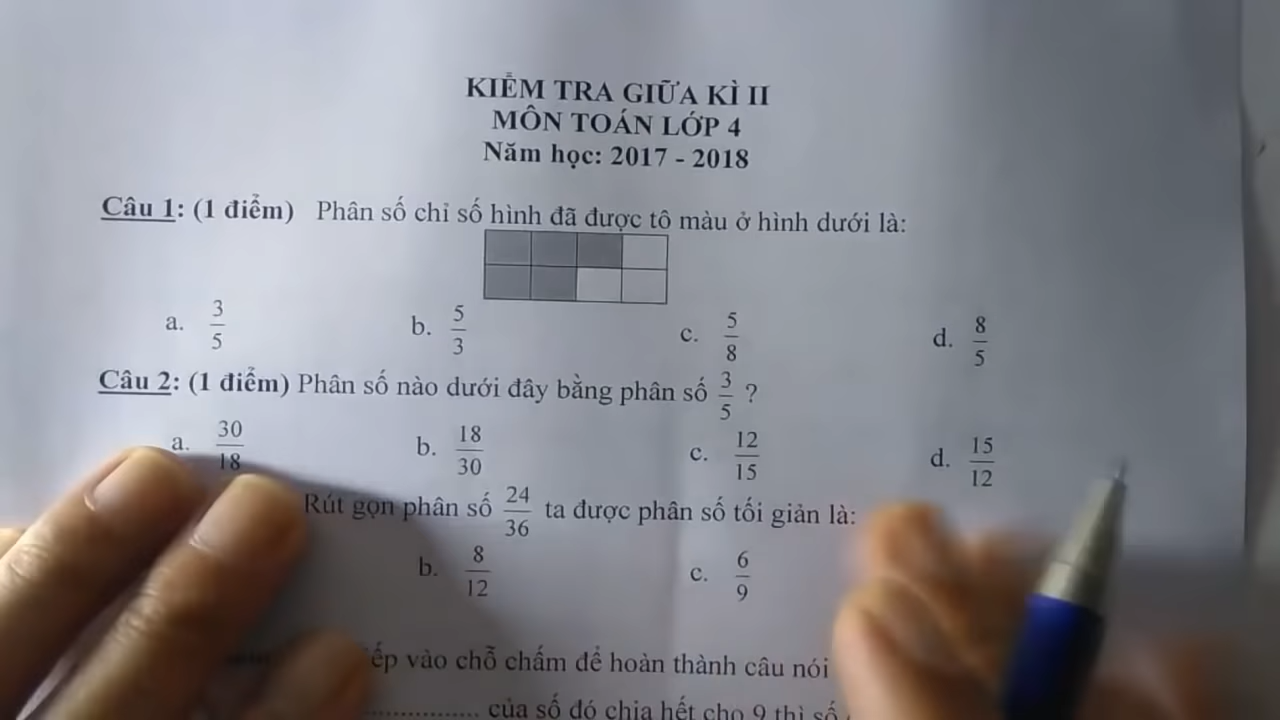 KIỂM TRA GIỮA KÌ II
MÔN TOÁN LỚP 4
Năm học: 2017 - 2018
Câu 1: (1 điểm) Phân số chỉ số hình đã được tô màu ở hình dưới là:
a. 3/5 b. 5/3 c. 5/8 d. 8/5
Câu 2: (1 điểm) Phân số nào dưới đây bằng phân số 3/5 ?
a. 30/18 b. 18/30 c. 12/15 d. 15/12
Rút gọn phân số 24/36 ta được phân số tối giản là:
b. 8/12 c. 6/9
vào chỗ chấm để hoàn thành câu nói
................. của số đó chia hết cho 9 thì số